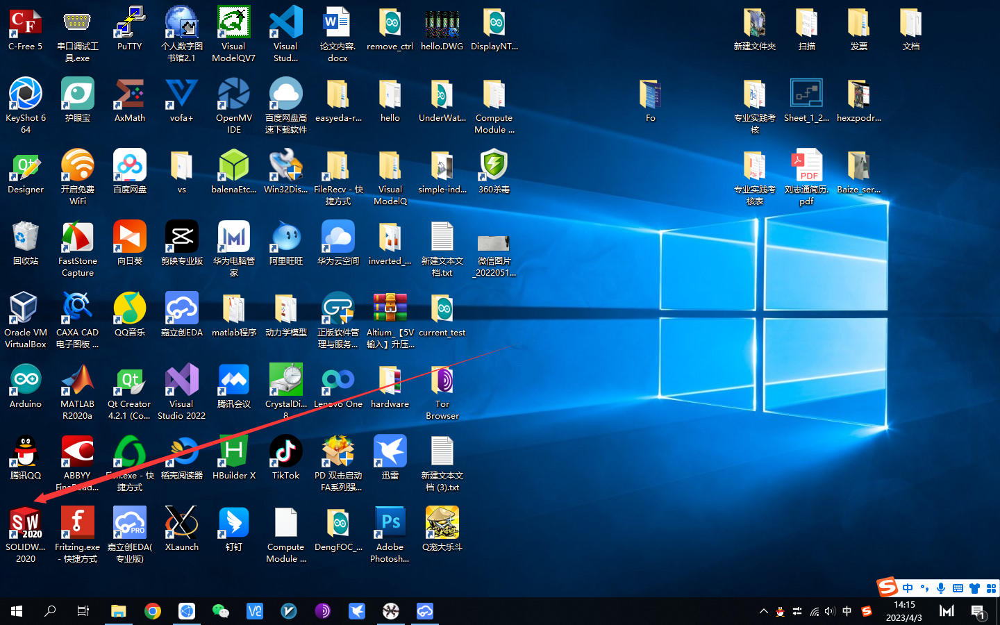 C-Free 5
串口调试工
具.exe
PuTTY
个人数字图
书馆2.1
Visual
ModelQV7
Visual
Stud...
论文内容.
docx
remove_ctrl
hello.DWG
DisplayNT...
新建文件夹
扫描
发票
文档
KeyShot 6
64
护眼宝
AxMath
vofa+
OpenMV
IDE
百度网盘高
速下载软件
easyeda-r...
hello
UnderWat...
Compute
Module ...
Fo
专业实践考
核
Sheet_1_2...
hexzpodr...
Designer
开启免费
WiFi
百度网盘
vs
balenaEtc...
Win32Dis...
FileRecv - 快
捷方式
Visual
ModelQ
simple-ind...
360杀毒
专业实践考
核表
PDF
刘志通简历.
pdf
Baize_ser...
回收站
FastStone
Capture
向日葵
剪映专业版
华为电脑管
家
阿里旺旺
华为云空间
inverted_...
新建文本文
档.txt
微信图片
_2022051...
Oracle VM
VirtualBox
CAXA CAD
电子图板 ...
QQ音乐
嘉立创EDA
matlab程序
动力学模型
正版软件管
理与服务...
Altium_【5V
输入】升压...
current_test
Arduino
MATLAB
R2020a
Qt Creator
4.2.1 (Co...
Visual
Studio 2022
腾讯会议
CrystalDi...
8
Lenovo One
hardware
Tor
Browser
腾讯QQ
ABBYY
FineRead...
- 快
捷方式
稻壳阅读器
HBuilder X
TikTok
PD 双击启动
FA系列强...
迅雷
新建文本文
档 (3).txt
SW
2020
SOLIDW...
2020
Fritzing.exe
- 快捷方式
PRO
嘉立创EDA(
专业版)
XLaunch
钉钉
Compute
Module ...
DengFOC_...
Ps
Adobe
Photosh...
Q宠大乐斗
中
中
14:15
2023/4/3
1